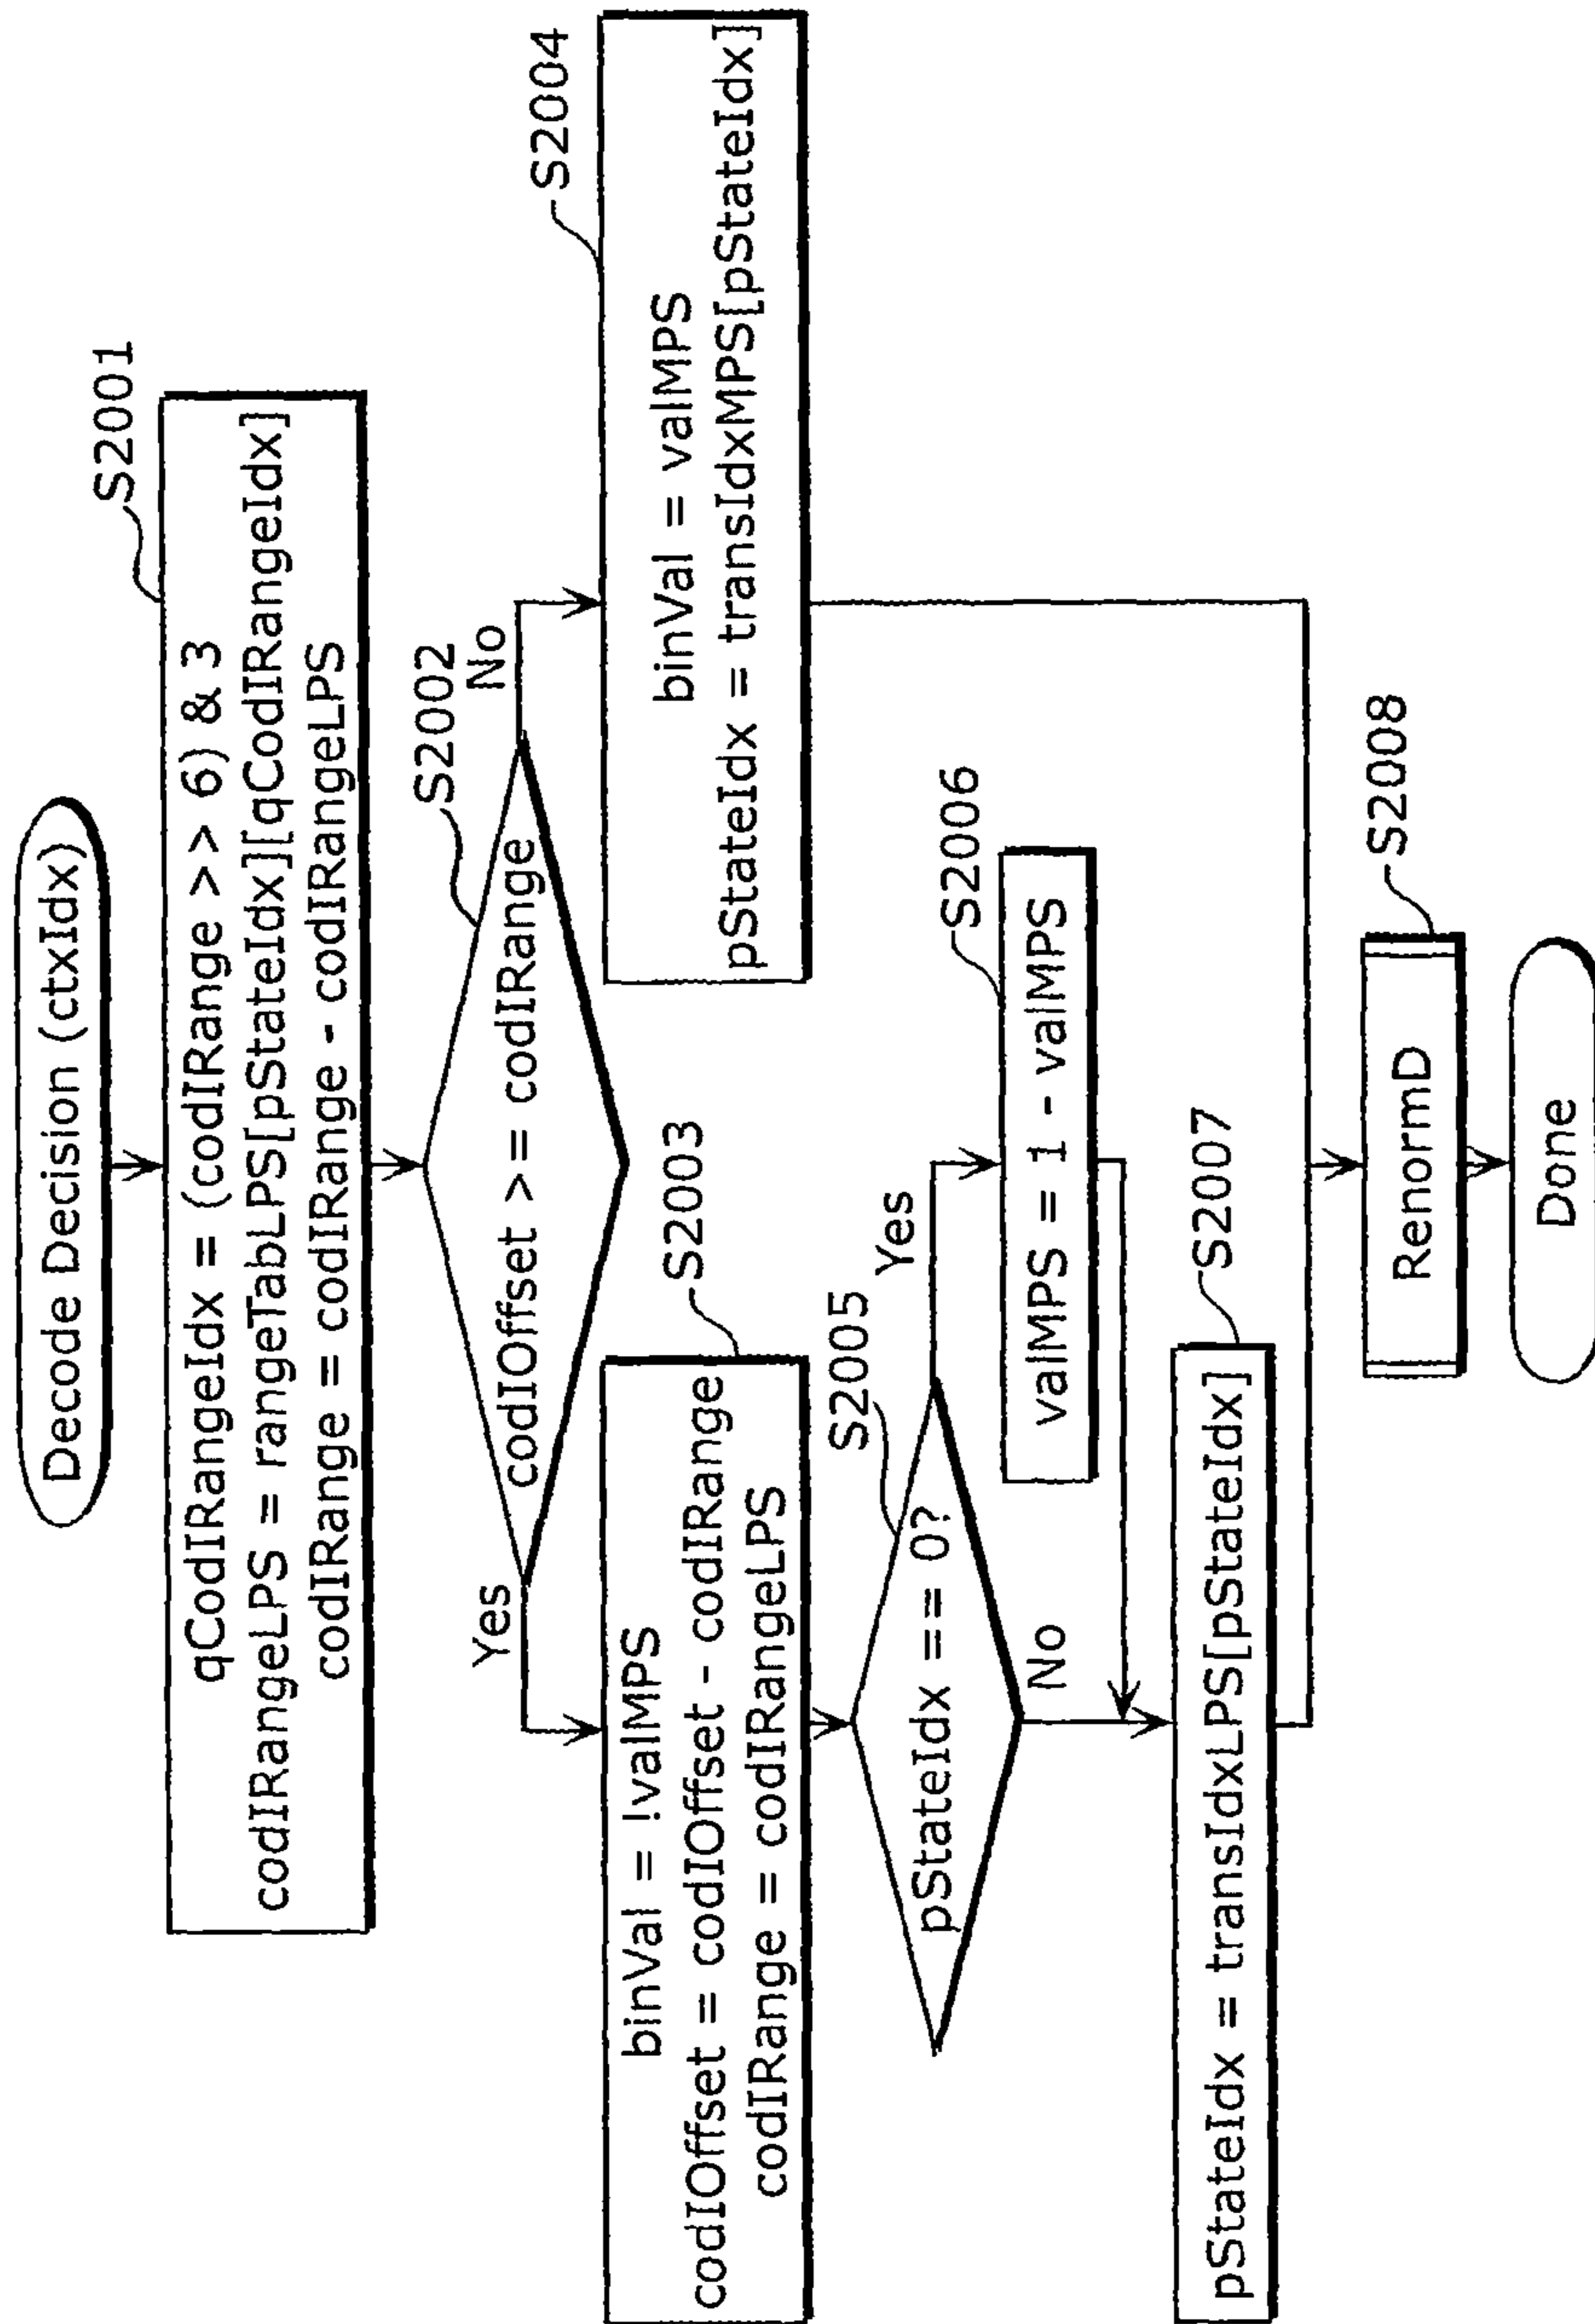 Decode Decision (ctxIdx)
S2001
qCodIRangeIdx = (codIRange >> 6) & 3
codIRangeLPS = rangeTabLPS[pStateIdx][qCodIRangeIdx]
codIRange = codIRange - codIRangeLPS
S2002
codIOffset >= codIRange
Yes
No
S2003
binVal = !valMPS
codIOffset = codIOffset - codIRange
codIRange = codIRangeLPS
S2004
binVal = valMPS
pStateIdx = transIdxMPS[pStateIdx]
S2005
pStateIdx == 0?
Yes
No
S2006
valMPS = 1 - valMPS
S2007
pStateIdx = transIdxLPS[pStateIdx]
S2008
RenormD
Done